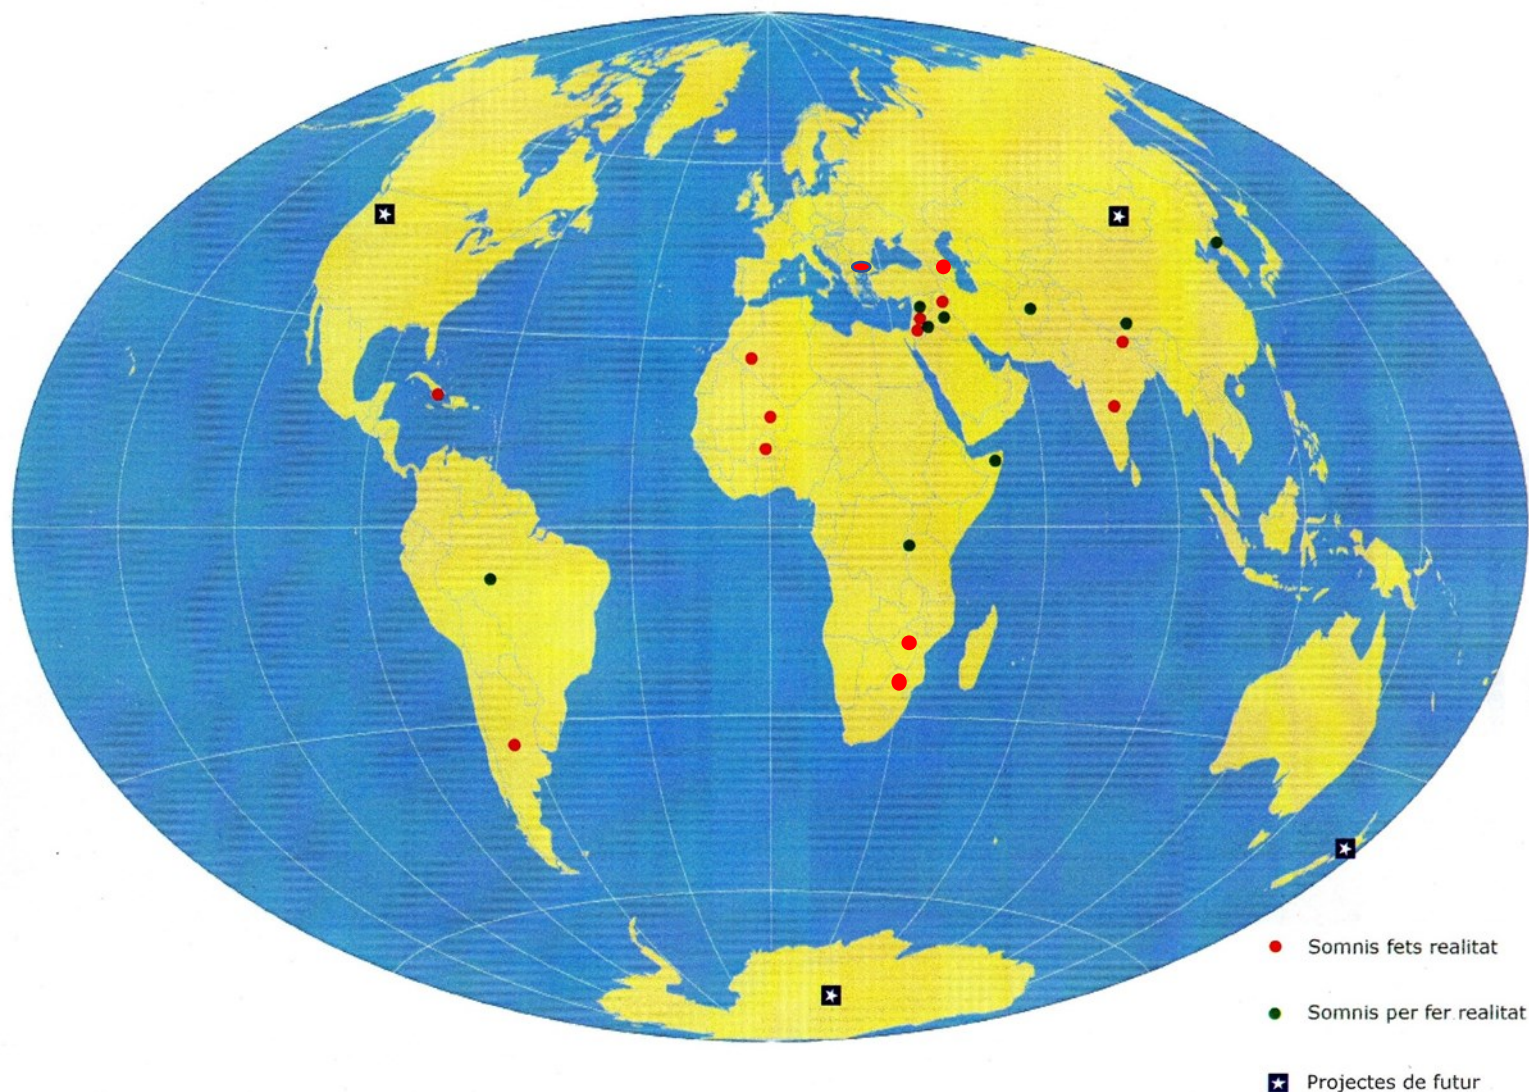 Somnis fets realitat
Somnis per fer realitat
Projectes de futur